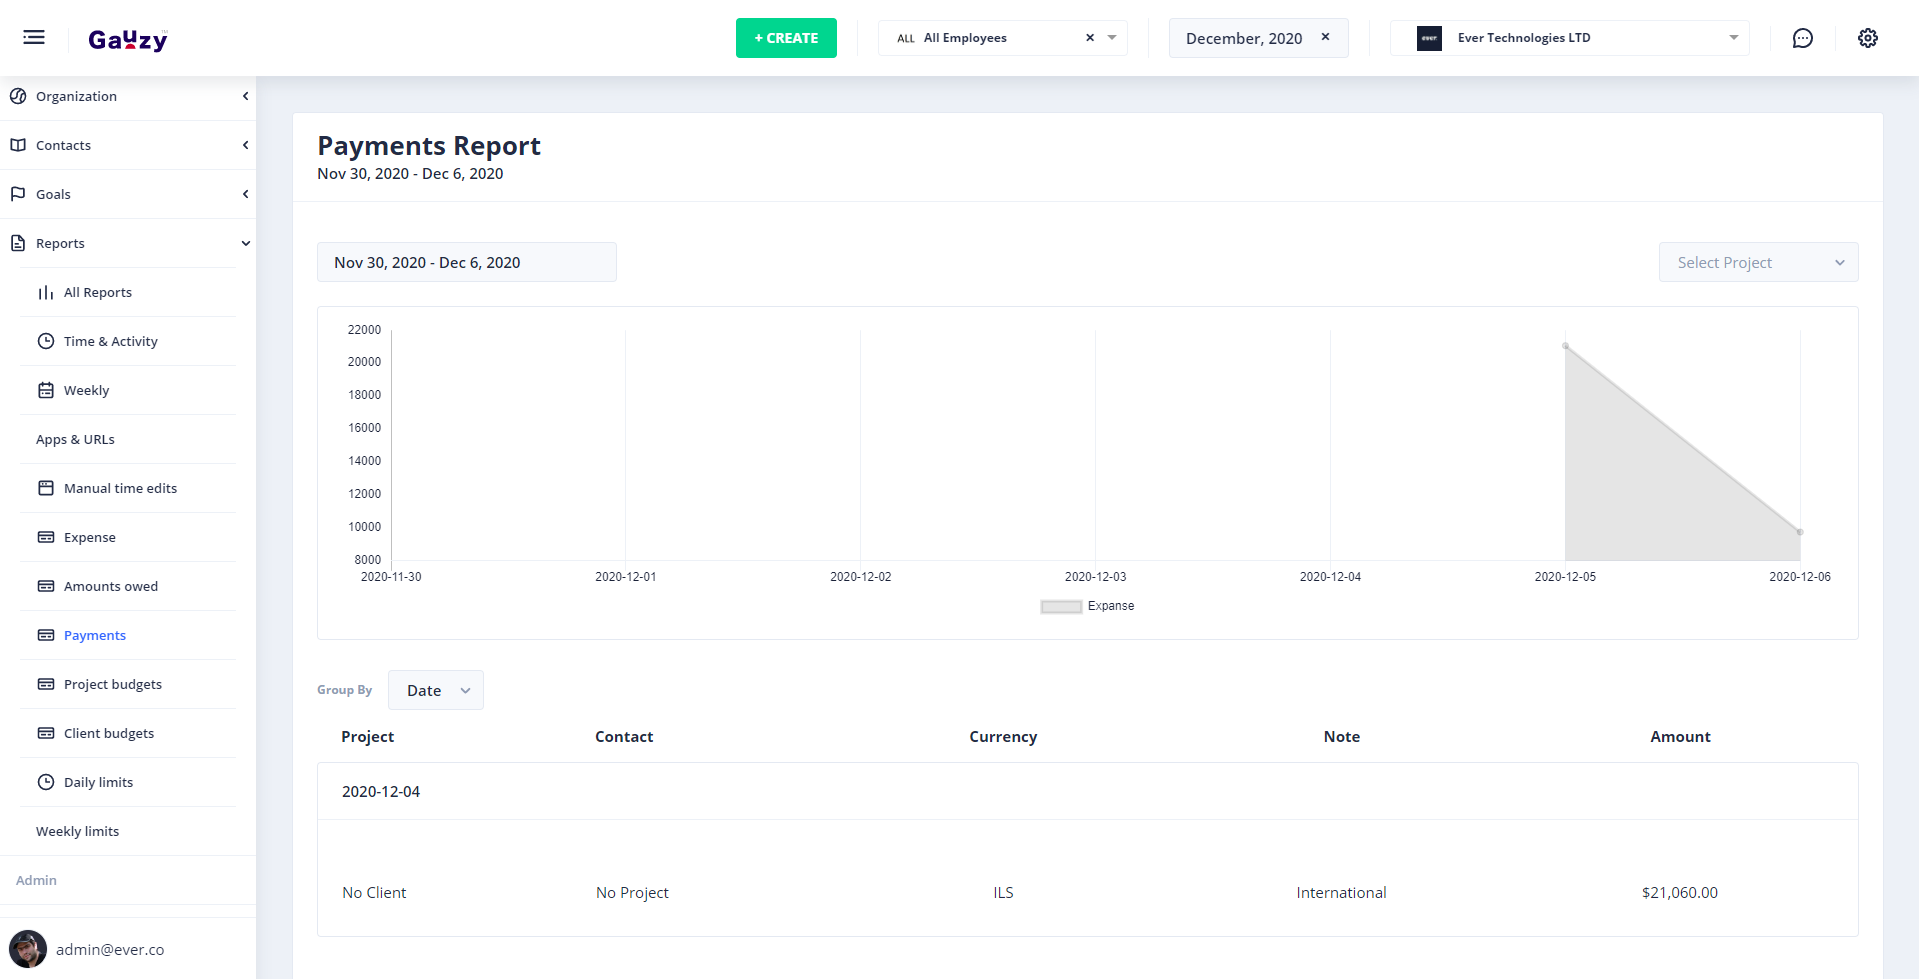 Gauzy™
+ CREATE
ALL All Employees ×
December, 2020 ×
ever. Ever Technologies LTD
Organization
Contacts
Goals
Reports
All Reports
Time & Activity
Weekly
Apps & URLs
Manual time edits
Expense
Amounts owed
Payments
Project budgets
Client budgets
Daily limits
Weekly limits
Admin
admin@ever.co
Payments Report
Nov 30, 2020 - Dec 6, 2020
Nov 30, 2020 - Dec 6, 2020
Select Project
22000
20000
18000
16000
14000
12000
10000
8000
2020-11-30 2020-12-01 2020-12-02 2020-12-03 2020-12-04 2020-12-05 2020-12-06
Expanse
Group By Date
Project Contact Currency Note Amount
2020-12-04
No Client No Project ILS International $21,060.00